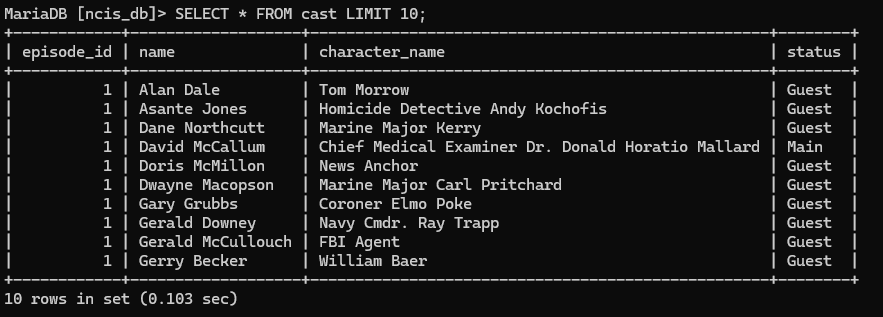 MariaDB [ncis_db]> SELECT * FROM cast LIMIT 10;
+------------+-------------------+--------------------------------------------------+--------+
| episode_id | name              | character_name                                   | status |
+------------+-------------------+--------------------------------------------------+--------+
|          1 | Alan Dale         | Tom Morrow                                       | Guest  |
|          1 | Asante Jones      | Homicide Detective Andy Kochofis                 | Guest  |
|          1 | Dane Northcutt    | Marine Major Kerry                               | Guest  |
|          1 | David McCallum    | Chief Medical Examiner Dr. Donald Horatio Mallard | Main   |
|          1 | Doris McMillon    | News Anchor                                      | Guest  |
|          1 | Dwayne Macopson   | Marine Major Carl Pritchard                      | Guest  |
|          1 | Gary Grubbs       | Coroner Elmo Poke                                | Guest  |
|          1 | Gerald Downey     | Navy Cmdr. Ray Trapp                             | Guest  |
|          1 | Gerald McCullouch | FBI Agent                                        | Guest  |
|          1 | Gerry Becker      | William Baer                                     | Guest  |
+------------+-------------------+--------------------------------------------------+--------+
10 rows in set (0.103 sec)